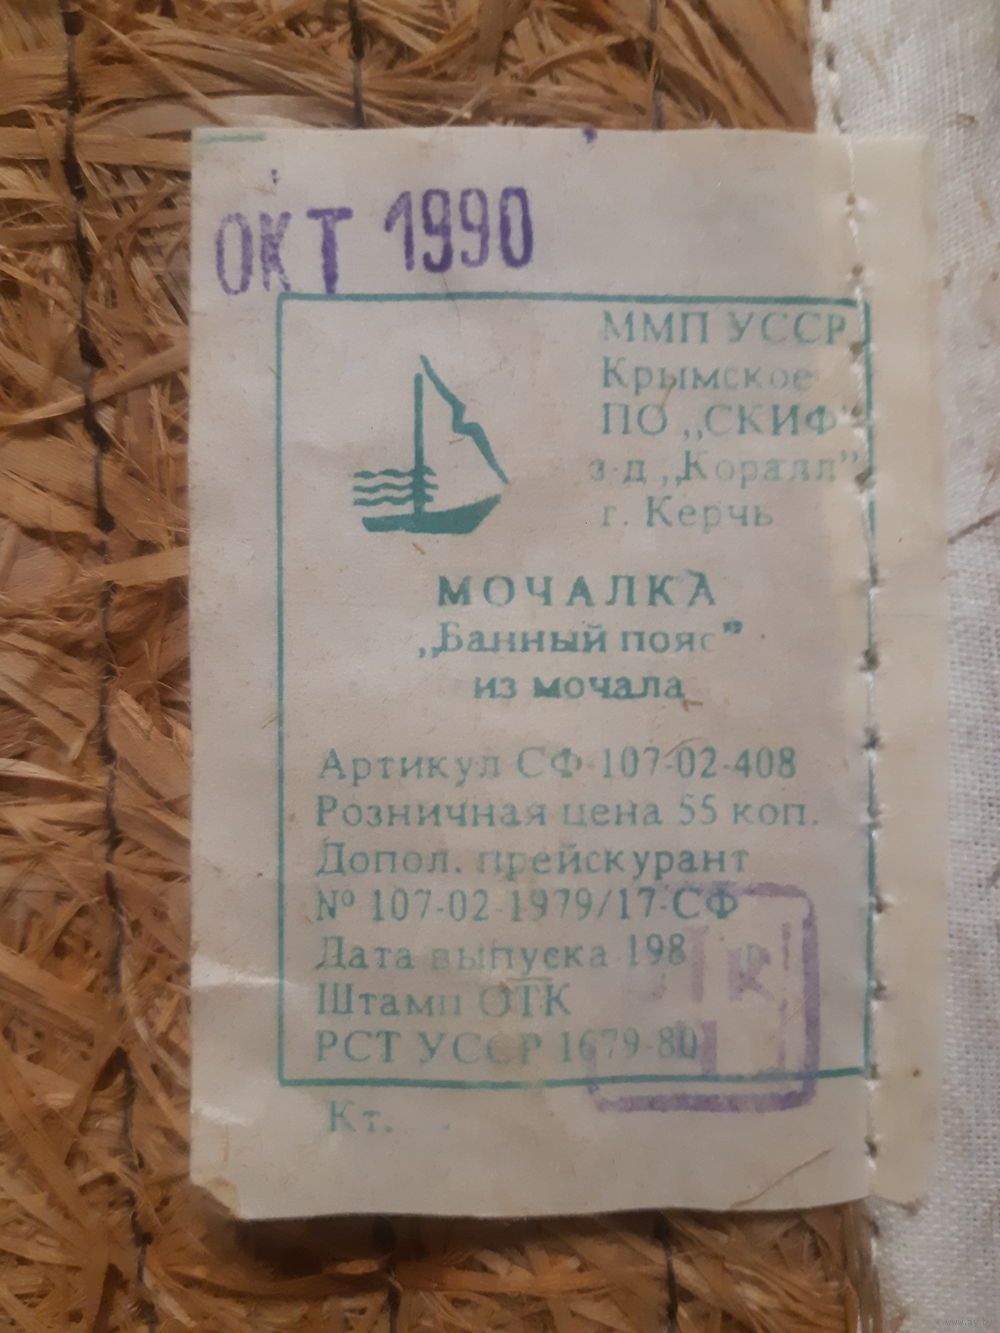 ОКТ 1990
ММП УССР
Крымское
ПО „СКИФ"
з-д „Коралл"
г. Керчь
МОЧАЛКА
„Банный пояс"
из мочала
Артикул СФ-107-02-408
Розничная цена 55 коп.
Допол. прейскурант
№ 107-02-1979/17-СФ
Дата выпуска 198
Штамп ОТК
РСТ УССР 1679-80
Кт.